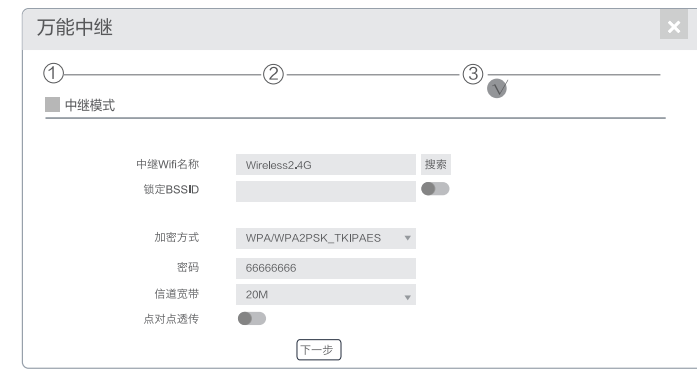 万能中继
① ② ③
中继模式
中继Wifi名称 Wireless2.4G 搜索
锁定BSSID
加密方式 WPA/WPA2PSK_TKIPAES
密码 66666666
信道宽带 20M
点对点透传
下一步